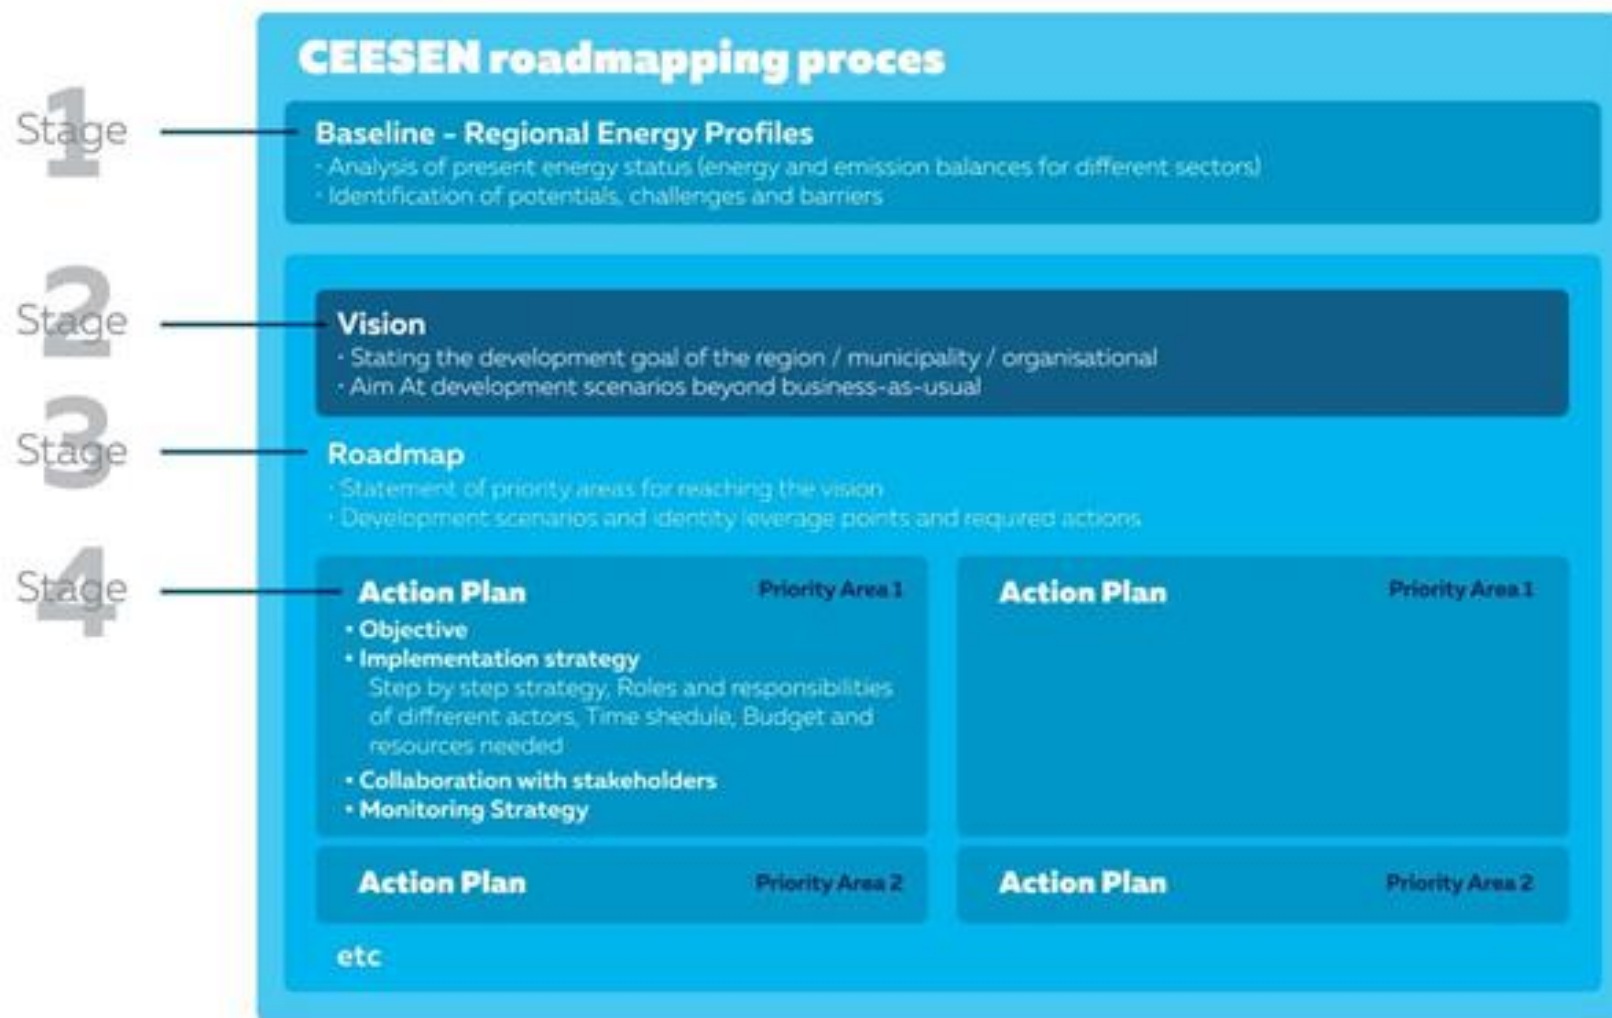 CEESEN roadmapping proces
Stage 1
Baseline - Regional Energy Profiles
· Analysis of present energy status (energy and emission balances for different sectors)
· Identification of potentials, challenges and barriers
Stage 2
Vision
· Stating the development goal of the region / municipality / organisational
· Aim At development scenarios beyond business-as-usual
Stage 3
Roadmap
· Statement of priority areas for reaching the vision
· Development scenarios and identity leverage points and required actions
Stage 4
Action Plan Priority Area 1
• Objective
• Implementation strategy
Step by step strategy, Roles and responsibilities
of diffrerent actors, Time shedule, Budget and
resources needed
• Collaboration with stakeholders
• Monitoring Strategy
Action Plan Priority Area 1
Action Plan Priority Area 2
Action Plan Priority Area 2
etc